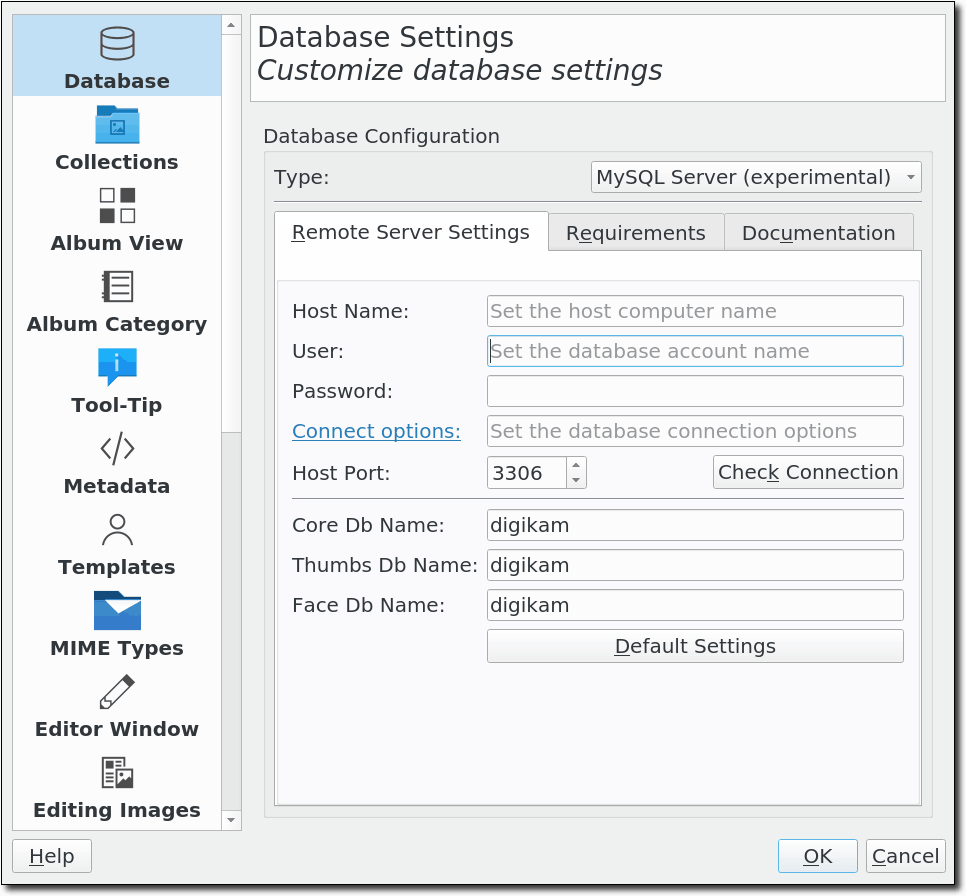 Database
Collections
Album View
Album Category
Tool-Tip
Metadata
Templates
MIME Types
Editor Window
Editing Images
Database Settings
Customize database settings
Database Configuration
Type: MySQL Server (experimental)
Remote Server Settings Requirements Documentation
Host Name: Set the host computer name
User: Set the database account name
Password:
Connect options: Set the database connection options
Host Port: 3306 Check Connection
Core Db Name: digikam
Thumbs Db Name: digikam
Face Db Name: digikam
Default Settings
Help OK Cancel